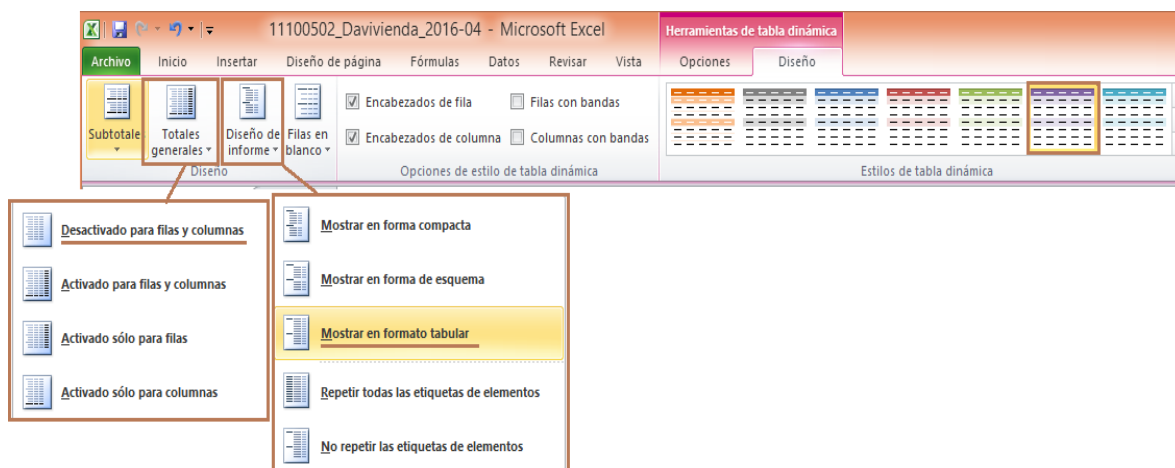 11100502_Davivienda_2016-04 - Microsoft Excel
Herramientas de tabla dinámica
Archivo Inicio Insertar Diseño de página Fórmulas Datos Revisar Vista Opciones Diseño
Subtotale
Totales generales
Diseño de informe
Filas en blanco
Encabezados de fila
Filas con bandas
Encabezados de columna
Columnas con bandas
Diseño
Opciones de estilo de tabla dinámica
Estilos de tabla dinámica
Desactivado para filas y columnas
Activado para filas y columnas
Activado sólo para filas
Activado sólo para columnas
Mostrar en forma compacta
Mostrar en forma de esquema
Mostrar en formato tabular
Repetir todas las etiquetas de elementos
No repetir las etiquetas de elementos